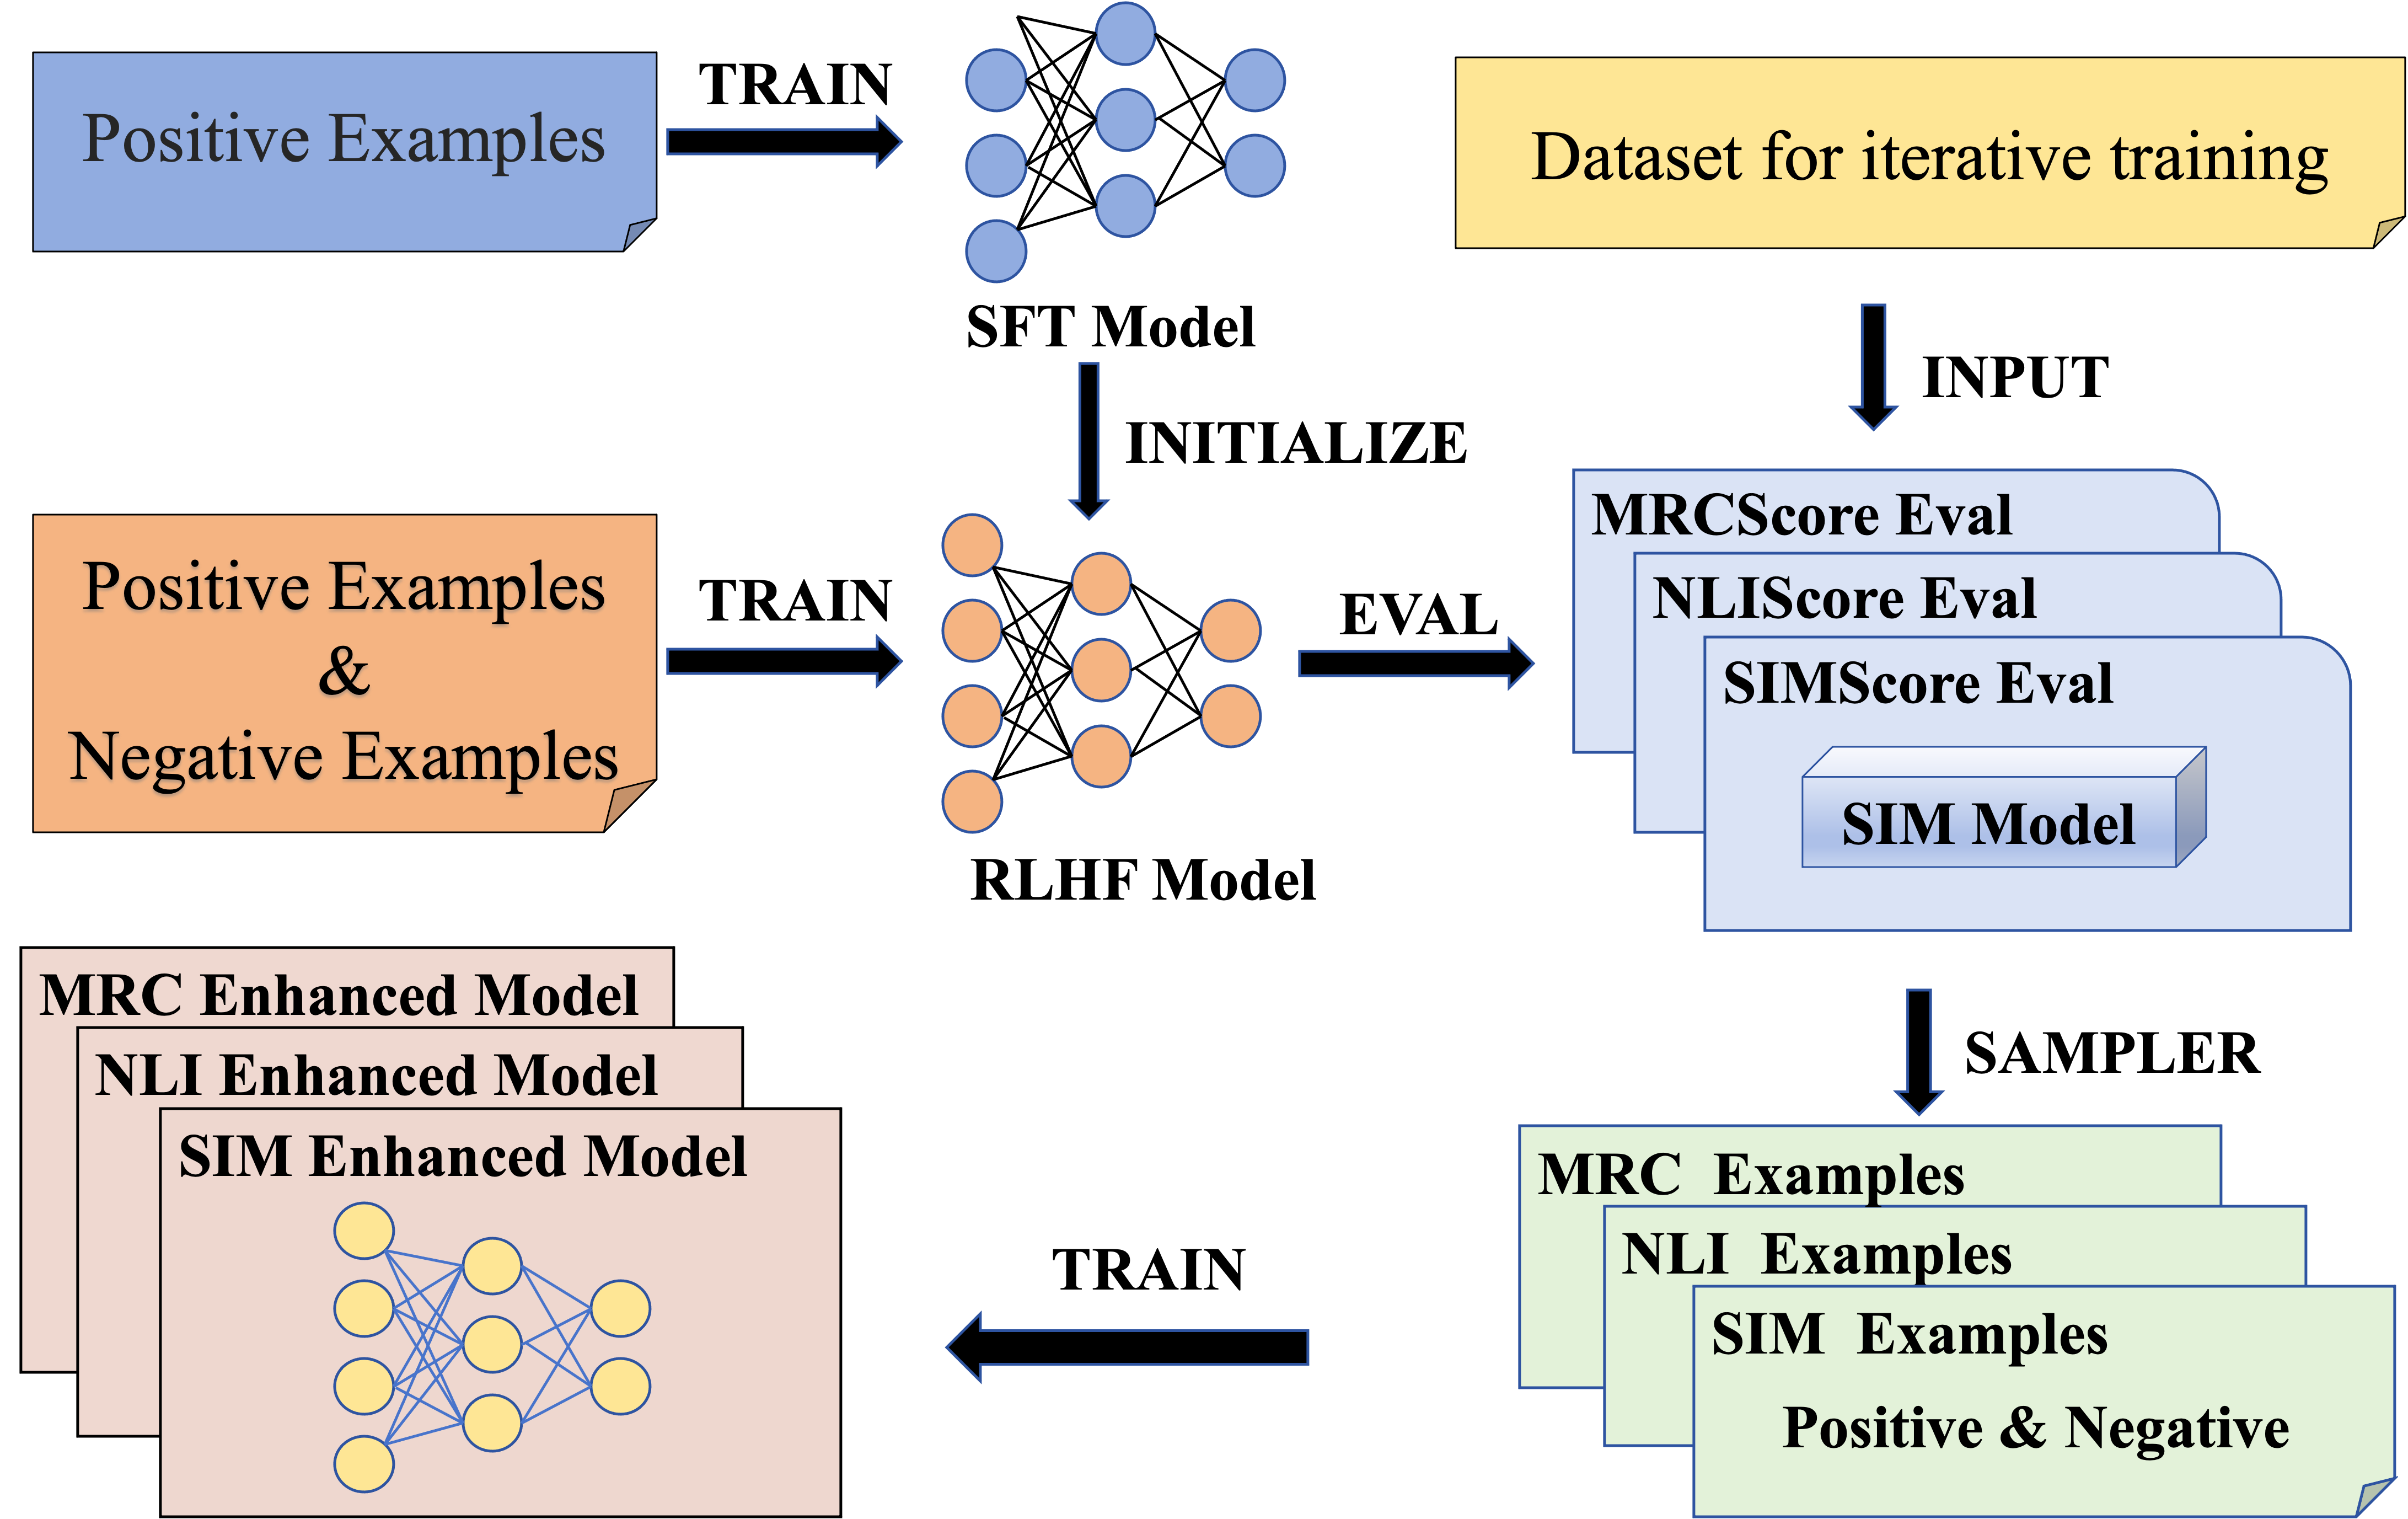 Positive Examples
TRAIN
SFT Model
Dataset for iterative training
INPUT
INITIALIZE
Positive Examples
&
Negative Examples
TRAIN
RLHF Model
EVAL
MRCScore Eval
NLIScore Eval
SIMScore Eval
SIM Model
SAMPLER
MRC Examples
NLI Examples
SIM Examples
Positive & Negative
TRAIN
MRC Enhanced Model
NLI Enhanced Model
SIM Enhanced Model